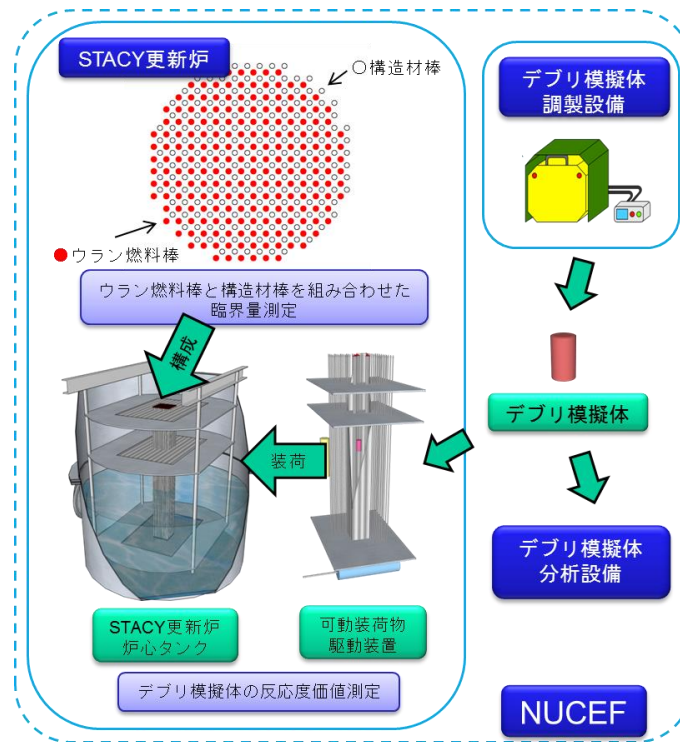 STACY更新炉
○構造材棒
●ウラン燃料棒
ウラン燃料棒と構造材棒を組み合わせた
臨界量測定
構成
装荷
STACY更新炉
炉心タンク
可動装荷物
駆動装置
デブリ模擬体の反応度価値測定
デブリ模擬体
調製設備
デブリ模擬体
デブリ模擬体
分析設備
NUCEF